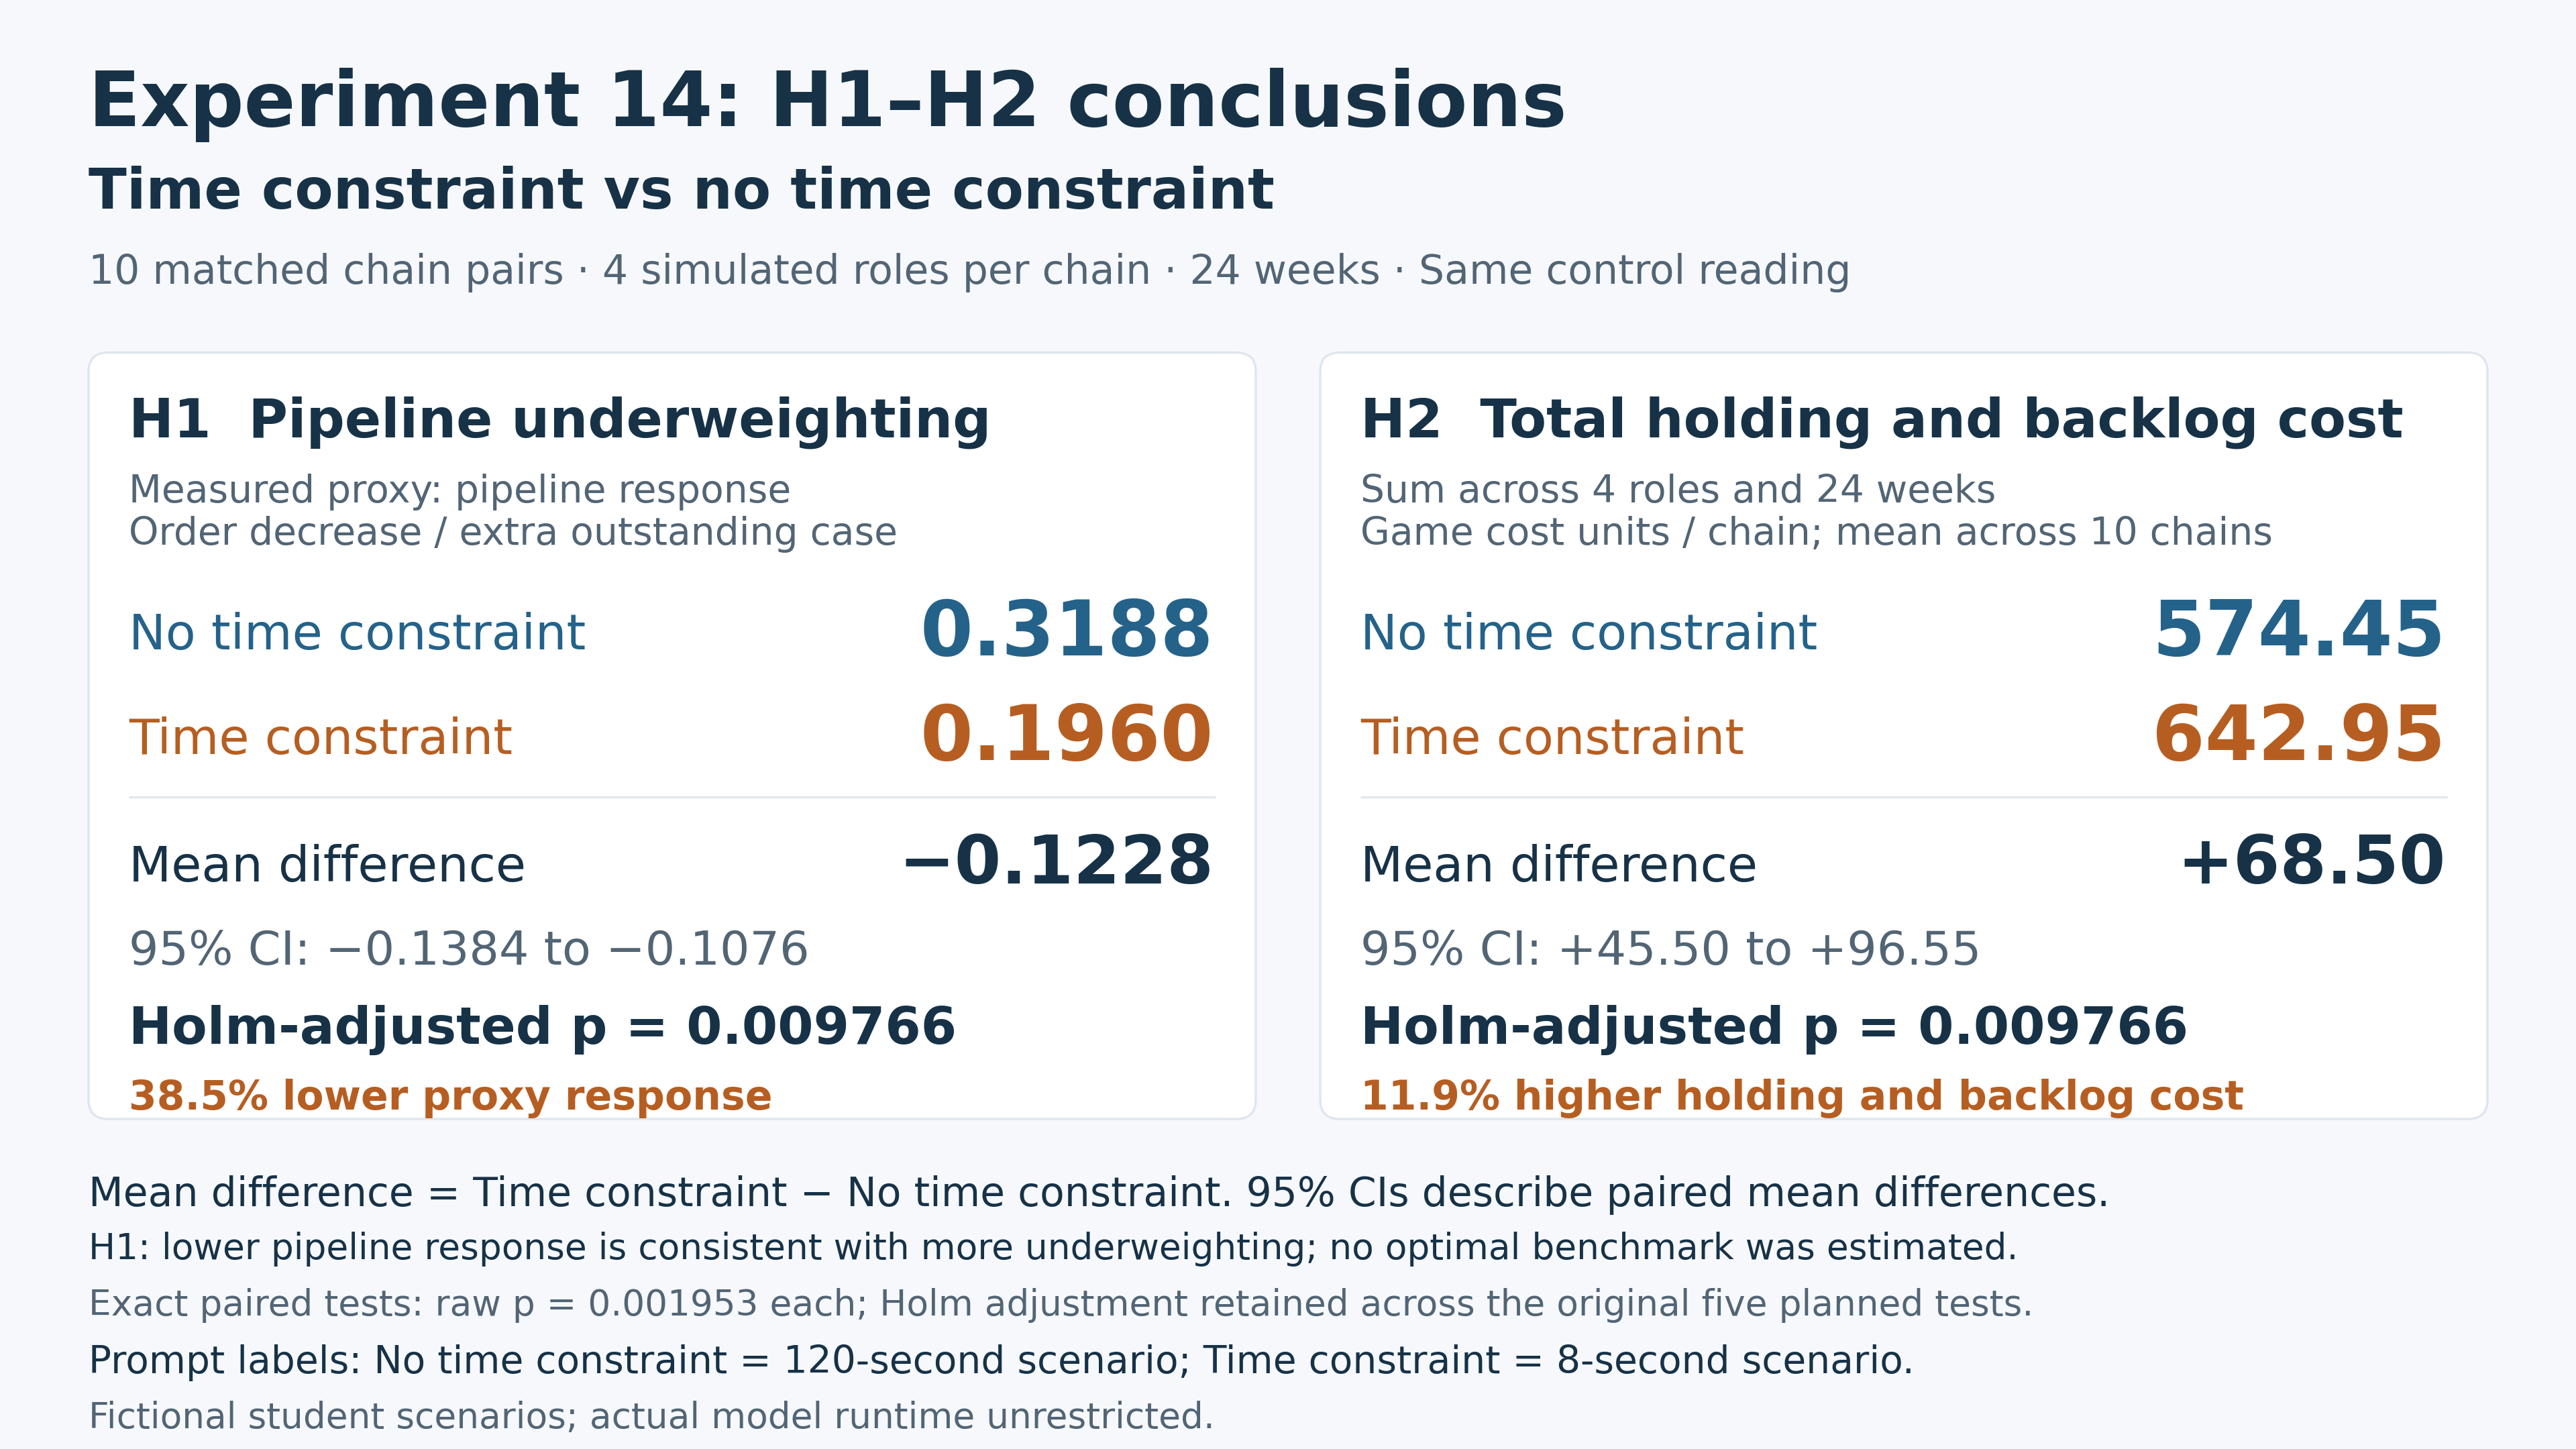 Experiment 14: H1–H2 conclusions
Time constraint vs no time constraint
10 matched chain pairs · 4 simulated roles per chain · 24 weeks · Same control reading
H1 Pipeline underweighting
Measured proxy: pipeline response
Order decrease / extra outstanding case
No time constraint 0.3188
Time constraint 0.1960
Mean difference −0.1228
95% CI: −0.1384 to −0.1076
Holm-adjusted p = 0.009766
38.5% lower proxy response
H2 Total holding and backlog cost
Sum across 4 roles and 24 weeks
Game cost units / chain; mean across 10 chains
No time constraint 574.45
Time constraint 642.95
Mean difference +68.50
95% CI: +45.50 to +96.55
Holm-adjusted p = 0.009766
11.9% higher holding and backlog cost
Mean difference = Time constraint − No time constraint. 95% CIs describe paired mean differences.
H1: lower pipeline response is consistent with more underweighting; no optimal benchmark was estimated.
Exact paired tests: raw p = 0.001953 each; Holm adjustment retained across the original five planned tests.
Prompt labels: No time constraint = 120-second scenario; Time constraint = 8-second scenario.
Fictional student scenarios; actual model runtime unrestricted.